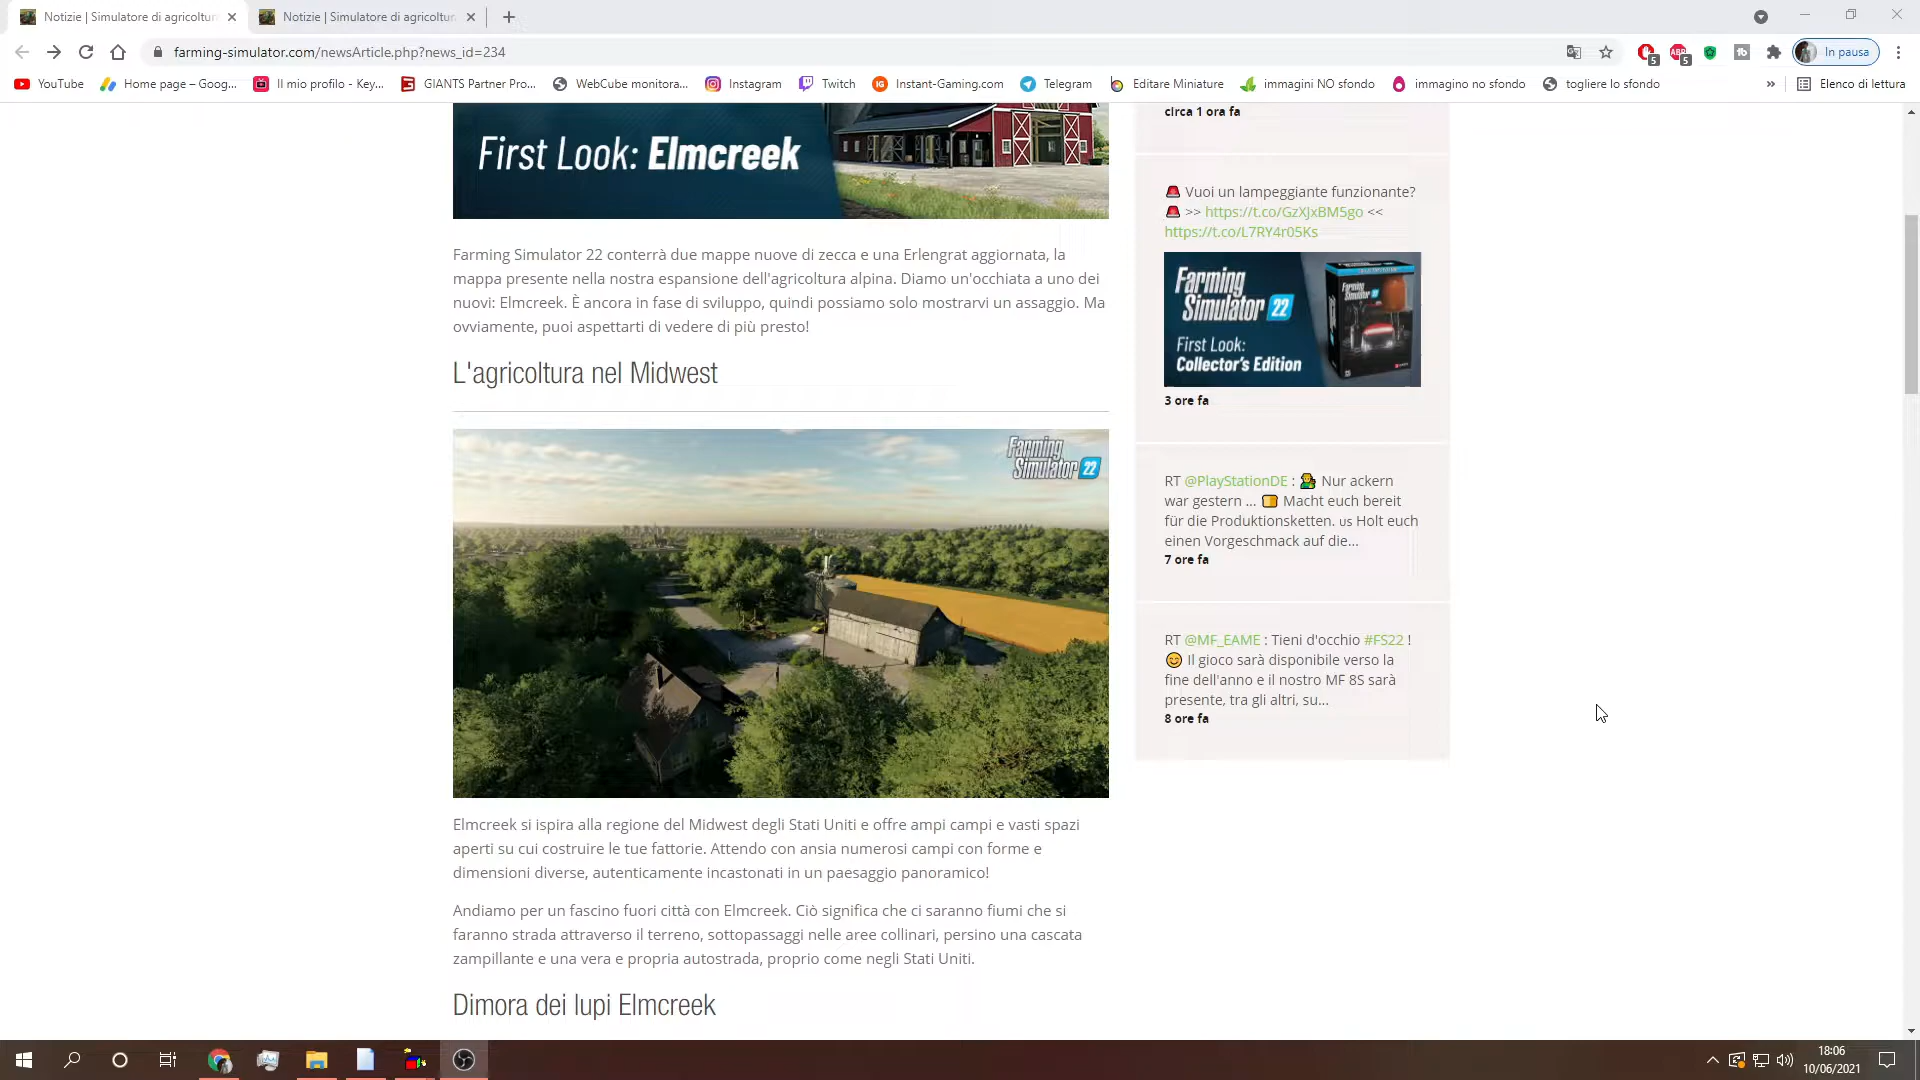 Notizie | Simulatore di agricoltur
Notizie | Simulatore di agricoltur
farming-simulator.com/newsArticle.php?news_id=234
ABP
5
5
In pausa
YouTube
Home page – Goog...
Il mio profilo - Key...
GIANTS Partner Pro...
WebCube monitora...
Instagram
Twitch
IG
Instant-Gaming.com
Telegram
Editare Miniature
immagini NO sfondo
immagino no sfondo
togliere lo sfondo
»
Elenco di lettura
First Look: Elmcreek
Farming Simulator 22 conterrà due mappe nuove di zecca e una Erlengrat aggiornata, la
mappa presente nella nostra espansione dell'agricoltura alpina. Diamo un'occhiata a uno dei
nuovi: Elmcreek. È ancora in fase di sviluppo, quindi possiamo solo mostrarvi un assaggio. Ma
ovviamente, puoi aspettarti di vedere di più presto!
L'agricoltura nel Midwest
Farming
Simulator 22
Elmcreek si ispira alla regione del Midwest degli Stati Uniti e offre ampi campi e vasti spazi
aperti su cui costruire le tue fattorie. Attendo con ansia numerosi campi con forme e
dimensioni diverse, autenticamente incastonati in un paesaggio panoramico!
Andiamo per un fascino fuori città con Elmcreek. Ciò significa che ci saranno fiumi che si
faranno strada attraverso il terreno, sottopassaggi nelle aree collinari, persino una cascata
zampillante e una vera e propria autostrada, proprio come negli Stati Uniti.
Dimora dei lupi Elmcreek
circa 1 ora fa
🚨 Vuoi un lampeggiante funzionante?
🚨 >> https://t.co/GzXJxBM5go <<
https://t.co/L7RY4r05Ks
Farming
Simulator 22
First Look:
Collector's Edition
3 ore fa
RT @PlayStationDE : 👨‍🌾 Nur ackern
war gestern ... 🍞 Macht euch bereit
für die Produktionsketten. us Holt euch
einen Vorgeschmack auf die...
7 ore fa
RT @MF_EAME : Tieni d'occhio #FS22 !
😊 Il gioco sarà disponibile verso la
fine dell'anno e il nostro MF 8S sarà
presente, tra gli altri, su...
8 ore fa
18:06
10/06/2021